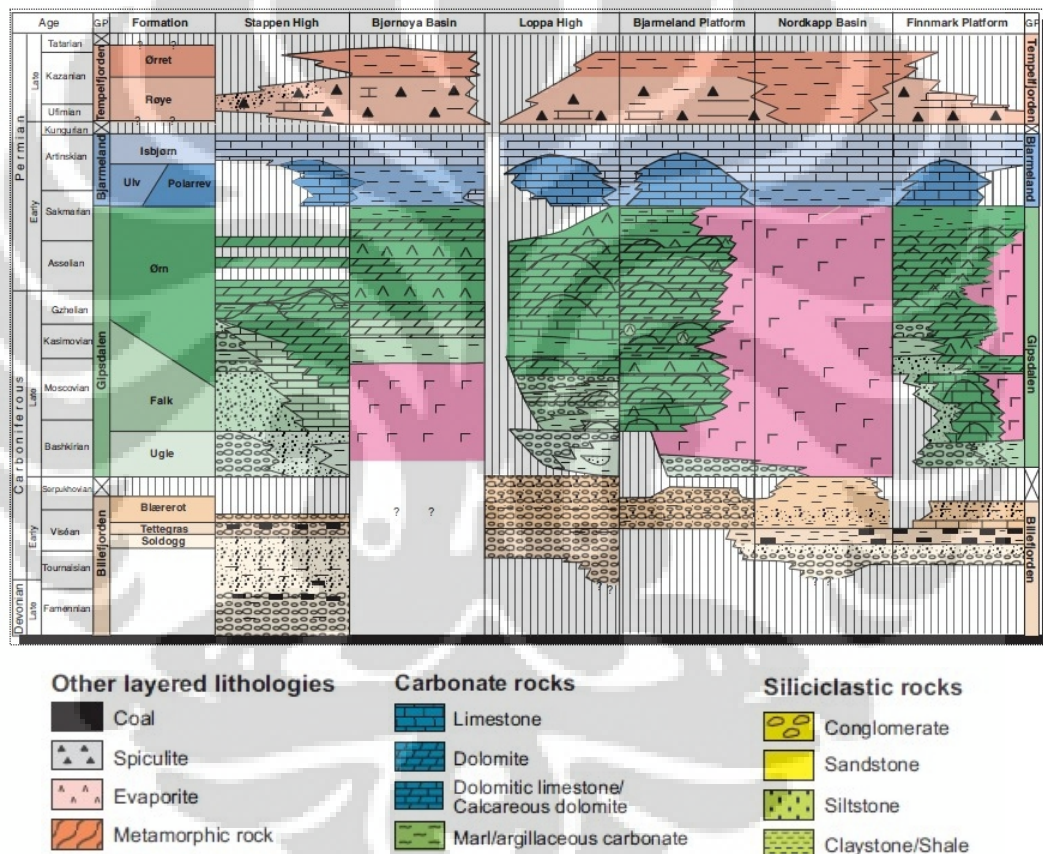 Age Formation Stappen High Bjørnøya Basin Loppa High Bjarmeland Platform Nordkapp Basin Finnmark Platform
GP
GP
Permian
Carboniferous
Devonian
Late
Early
Late
Early
Late
Tatarian
Kazanian
Ufimian
Kungurian
Artinskian
Sakmarian
Asselian
Gzhelian
Kasimovian
Moscovian
Bashkirian
Serpukhovian
Viséan
Tournaisian
Famennian
Tempelfjorden
Bjarmeland
Gipsdalen
Billefjorden
? ?
Ørret
Røye
? ?
Isbjørn
Ulv Polarrev
Ørn
Falk
Ugle
Blærerot
Tettegras
Soldogg
? ?
? ?
? ?
Tempelfjorden
Bjarmeland
Gipsdalen
Billefjorden
Other layered lithologies
Coal
Spiculite
Evaporite
Metamorphic rock
Carbonate rocks
Limestone
Dolomite
Dolomitic limestone/
Calcareous dolomite
Marl/argillaceous carbonate
Siliciclastic rocks
Conglomerate
Sandstone
Siltstone
Claystone/Shale